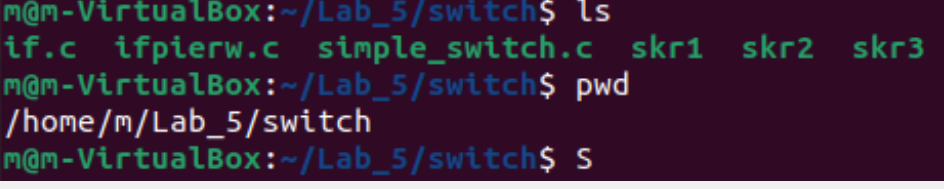 m@m-VirtualBox:~/Lab_5/switch$ ls
if.c  ifpierw.c  simple_switch.c  skr1  skr2  skr3
m@m-VirtualBox:~/Lab_5/switch$ pwd
/home/m/Lab_5/switch
m@m-VirtualBox:~/Lab_5/switch$ S